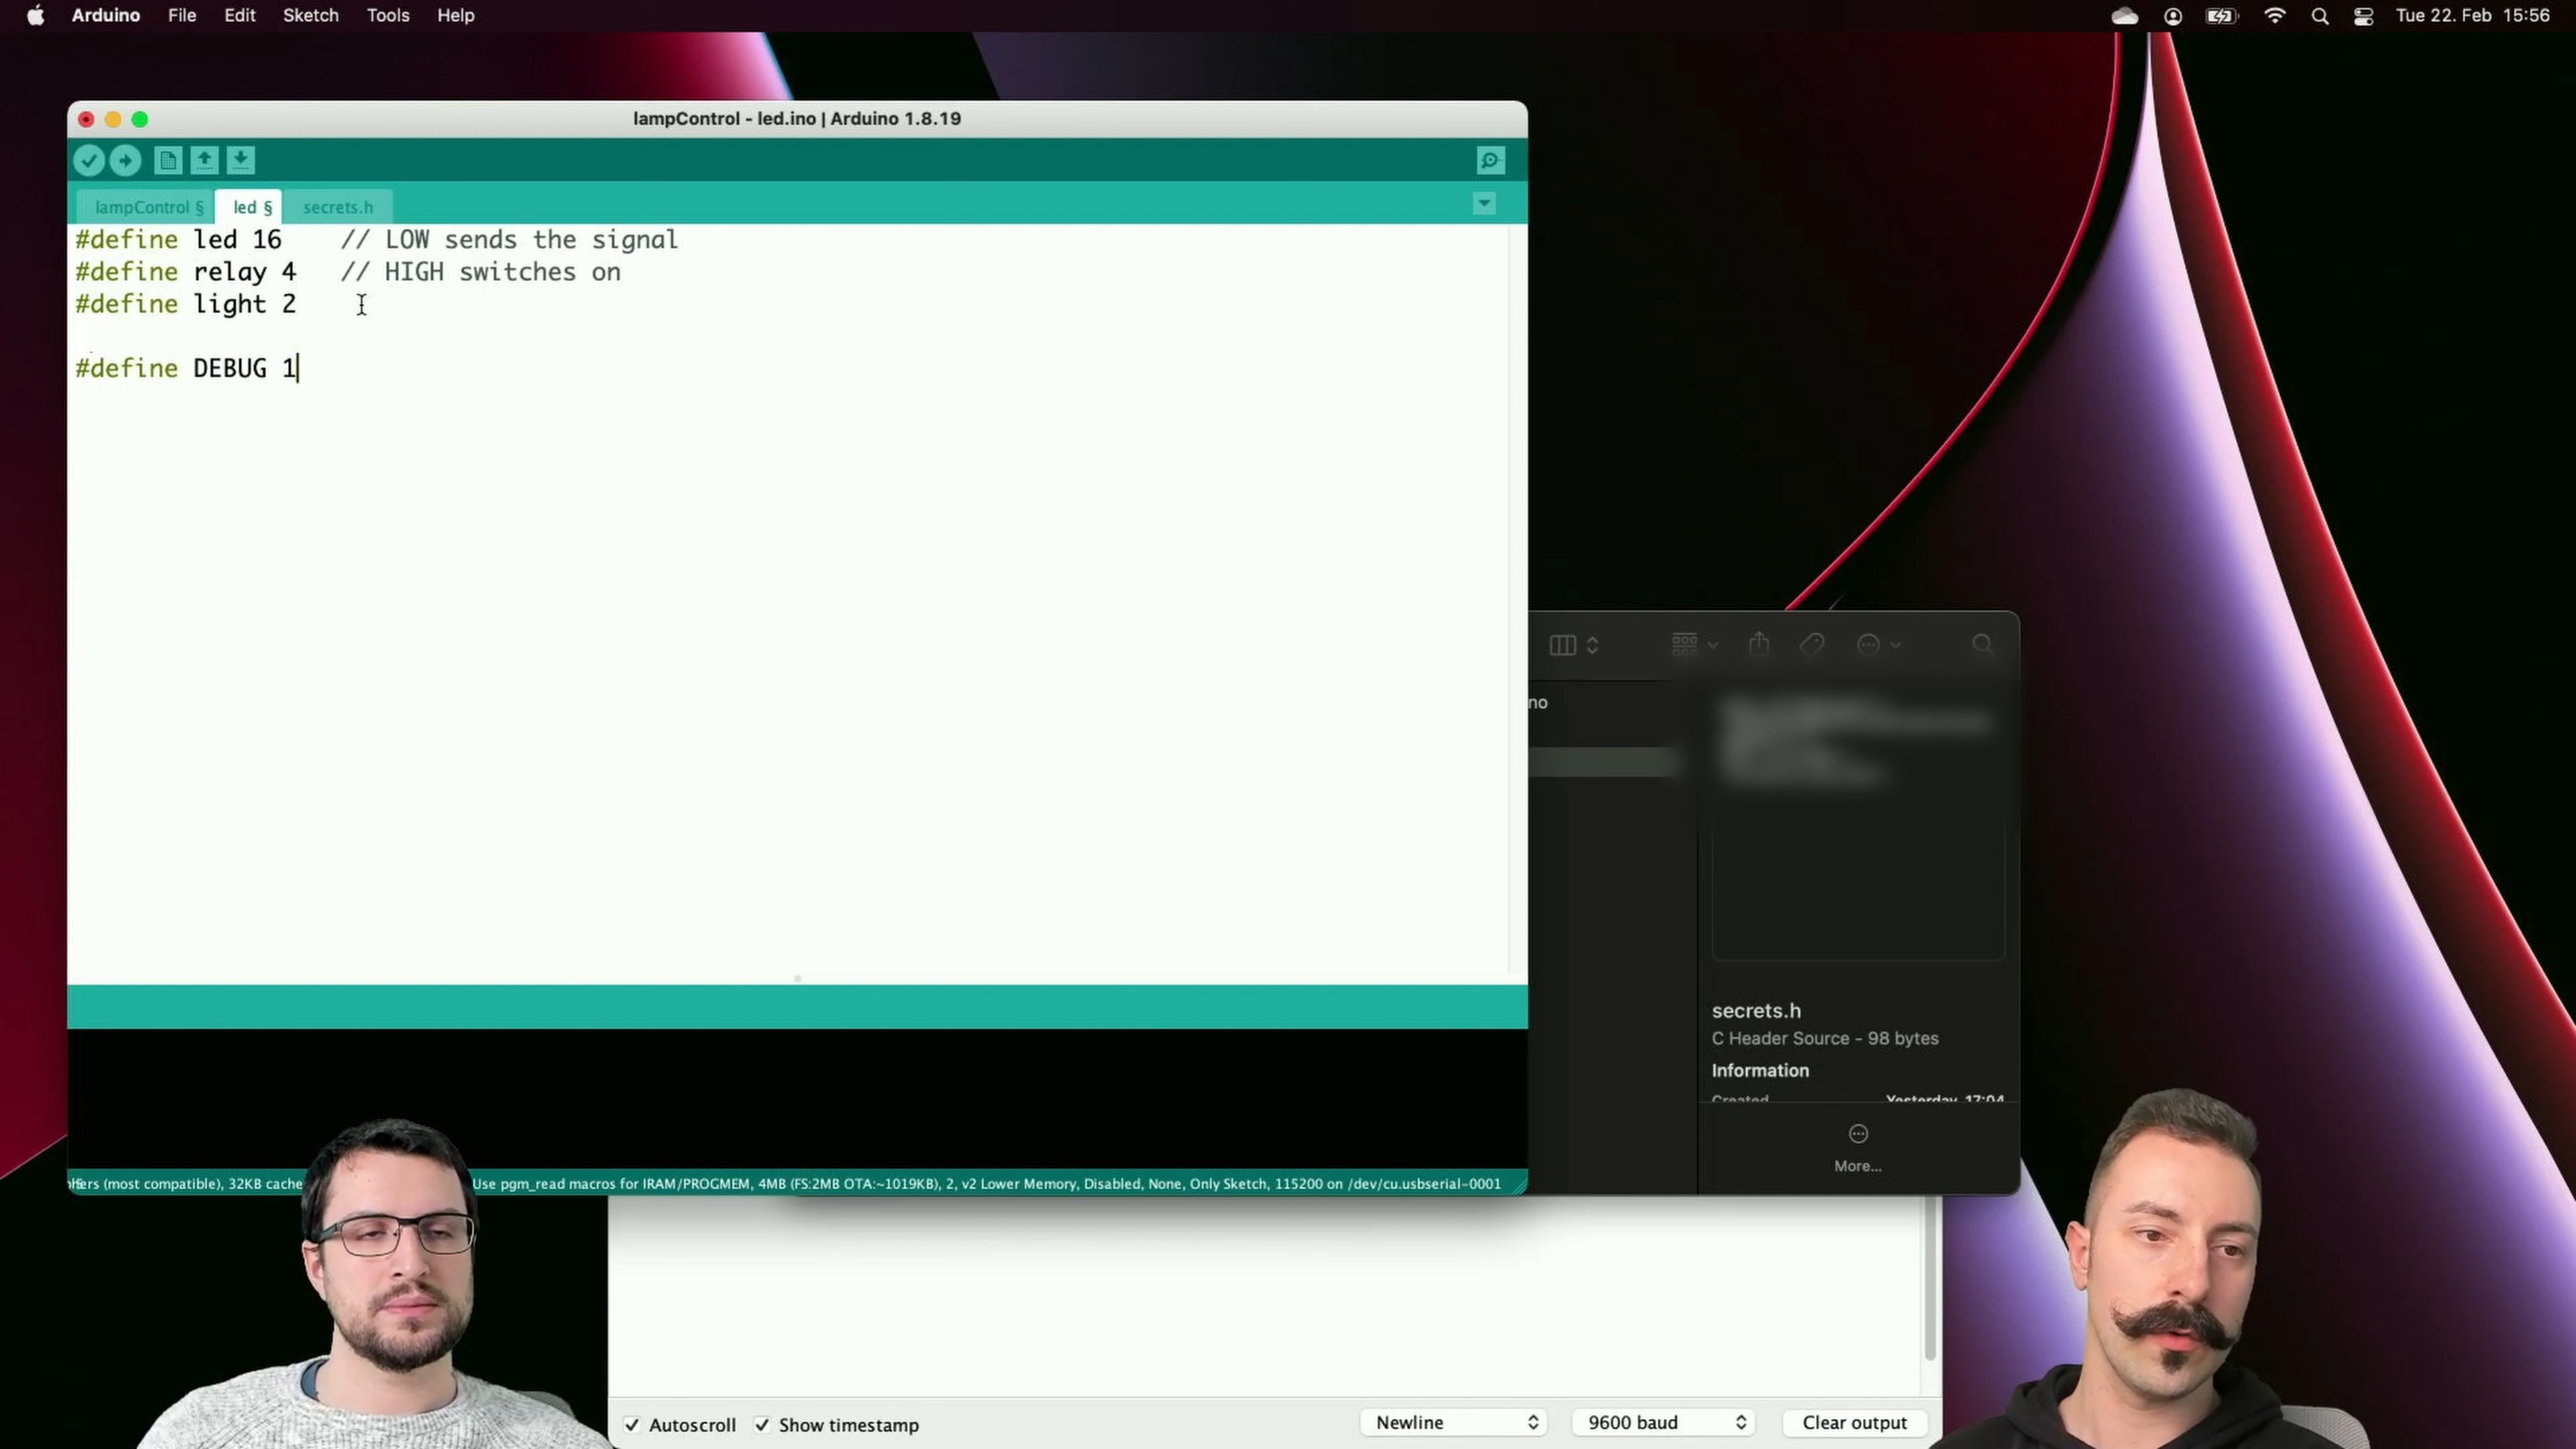 Arduino File Edit Sketch Tools Help
Tue 22. Feb 15:56
lampControl - led.ino | Arduino 1.8.19
lampControl § led § secrets.h
#define led 16 // LOW sends the signal
#define relay 4 // HIGH switches on
#define light 2
#define DEBUG 1
no
secrets.h
C Header Source - 98 bytes
Information
Created Yesterday, 17:04
More...
(most compatible), 32KB cache Use pgm_read macros for IRAM/PROGMEM, 4MB (FS:2MB OTA:~1019KB), 2, v2 Lower Memory, Disabled, None, Only Sketch, 115200 on /dev/cu.usbserial-0001
Autoscroll Show timestamp Newline 9600 baud Clear output